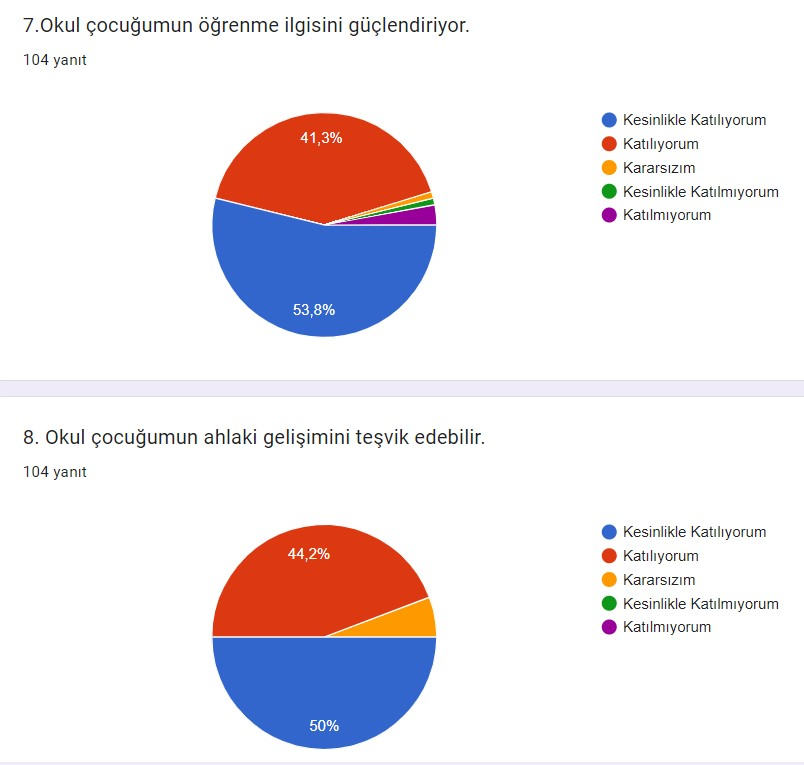 7.Okul çocuğumun öğrenme ilgisini güçlendiriyor.
104 yanıt
41,3%
53,8%
Kesinlikle Katılıyorum
Katılıyorum
Kararsızım
Kesinlikle Katılmıyorum
Katılmıyorum
8. Okul çocuğumun ahlaki gelişimini teşvik edebilir.
104 yanıt
44,2%
50%
Kesinlikle Katılıyorum
Katılıyorum
Kararsızım
Kesinlikle Katılmıyorum
Katılmıyorum